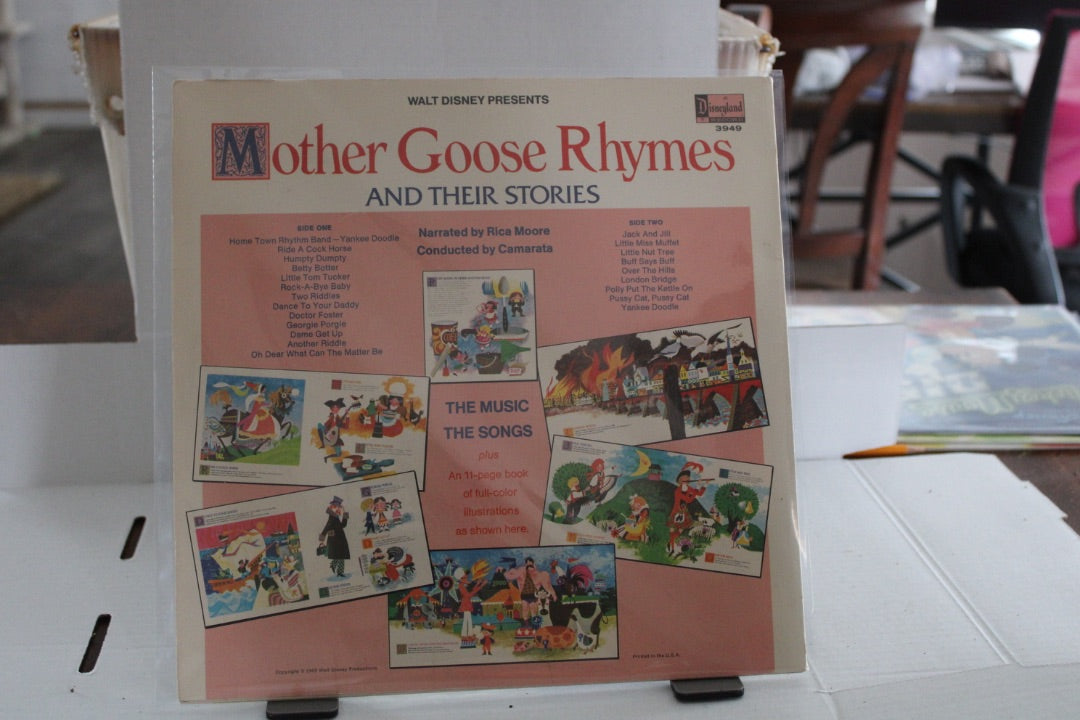 WALT DISNEY PRESENTS
Disneyland
3949
Mother Goose Rhymes
AND THEIR STORIES
SIDE ONE
Home Town Rhythm Band—Yankee Doodle
Ride A Cock Horse
Humpty Dumpty
Betty Botter
Little Tom Tucker
Rock-A-Bye Baby
Two Riddles
Dance To Your Daddy
Doctor Foster
Georgie Porgie
Dame Get Up
Another Riddle
Oh Dear What Can The Matter Be
Narrated by Rica Moore
Conducted by Camarata
SIDE TWO
Jack And Jill
Little Miss Muffet
Little Nut Tree
Buff Says Buff
Over The Hills
London Bridge
Polly Put The Kettle On
Pussy Cat, Pussy Cat
Yankee Doodle
THE MUSIC
THE SONGS
plus
An 11-page book
of full-color
illustrations
as shown here.
Walt Disney Productions
Printed in the U.S.A.